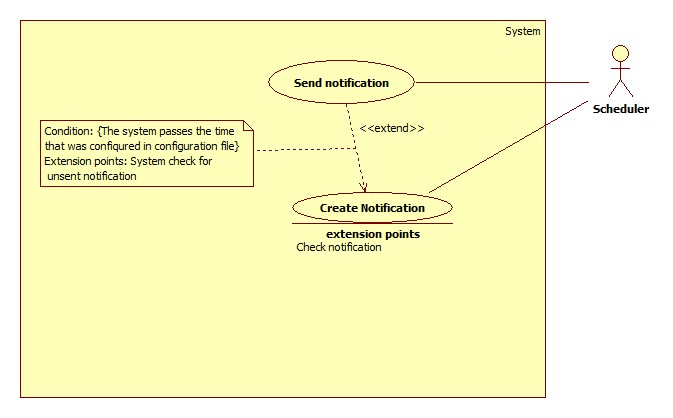 System
Send notification
Scheduler
<<extend>>
Condition: {The system passes the time
that was configured in configuration file}
Extension points: System check for
unsent notification
Create Notification
extension points
Check notification